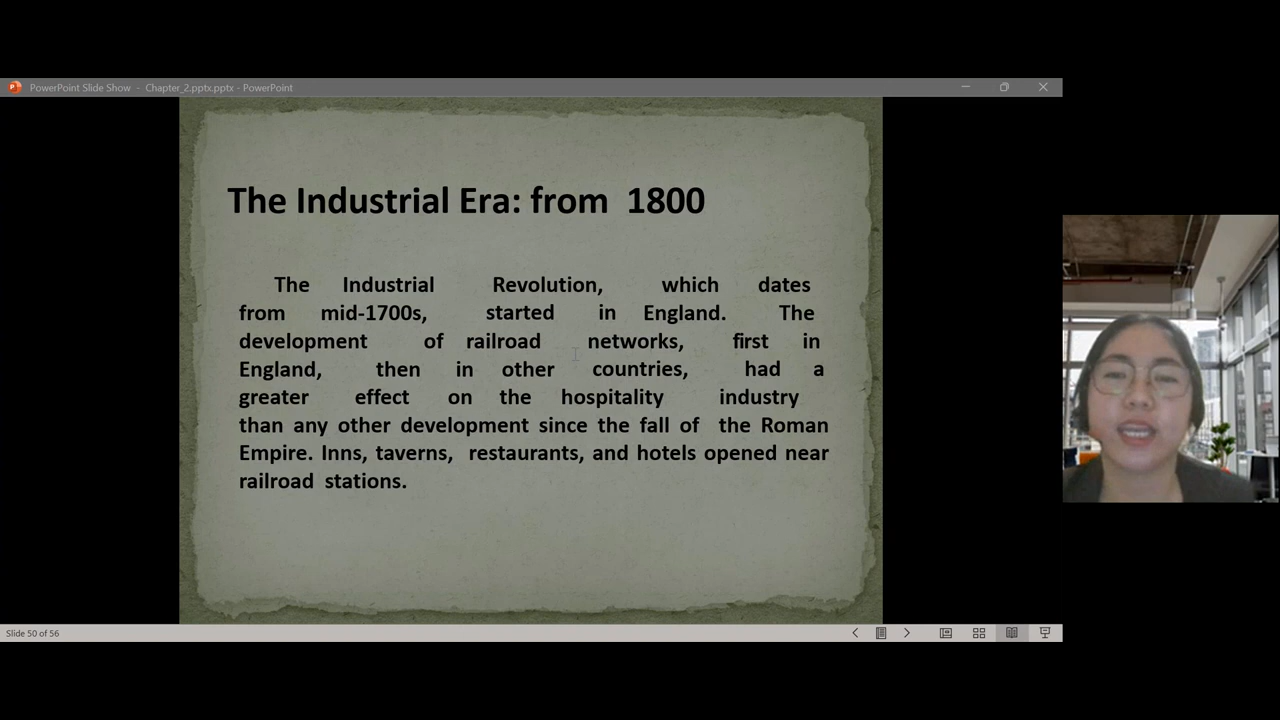 PowerPoint Slide Show - Chapter_2.pptx.pptx - PowerPoint
The Industrial Era: from 1800
The Industrial Revolution, which dates
from mid-1700s, started in England. The
development of railroad networks, first in
England, then in other countries, had a
greater effect on the hospitality industry
than any other development since the fall of the Roman
Empire. Inns, taverns, restaurants, and hotels opened near
railroad stations.
Slide 50 of 56